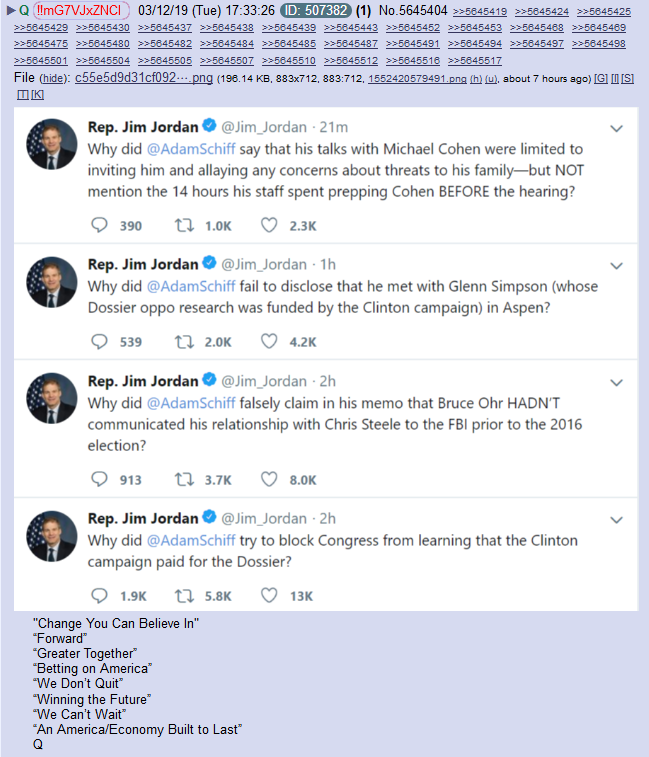 ▶ Q !!mG7VJxZNCI 03/12/19 (Tue) 17:33:26 ID: 507382 (1) No.5645404 >>5645419 >>5645424 >>5645425
>>5645429 >>5645430 >>5645437 >>5645438 >>5645439 >>5645443 >>5645452 >>5645453 >>5645468 >>5645469
>>5645475 >>5645480 >>5645482 >>5645484 >>5645485 >>5645487 >>5645491 >>5645494 >>5645497 >>5645498
>>5645501 >>5645504 >>5645505 >>5645507 >>5645510 >>5645512 >>5645516 >>5645517
File (hide): c55e5d9d31cf092⋯.png (196.14 KB, 883x712, 883:712, 1552420579491.png (h) (u), about 7 hours ago) [G] [I] [S]
[T] [K]
Rep. Jim Jordan @Jim_Jordan · 21m
Why did @AdamSchiff say that his talks with Michael Cohen were limited to
inviting him and allaying any concerns about threats to his family—but NOT
mention the 14 hours his staff spent prepping Cohen BEFORE the hearing?
390 1.0K 2.3K
Rep. Jim Jordan @Jim_Jordan · 1h
Why did @AdamSchiff fail to disclose that he met with Glenn Simpson (whose
Dossier oppo research was funded by the Clinton campaign) in Aspen?
539 2.0K 4.2K
Rep. Jim Jordan @Jim_Jordan · 2h
Why did @AdamSchiff falsely claim in his memo that Bruce Ohr HADN'T
communicated his relationship with Chris Steele to the FBI prior to the 2016
election?
913 3.7K 8.0K
Rep. Jim Jordan @Jim_Jordan · 2h
Why did @AdamSchiff try to block Congress from learning that the Clinton
campaign paid for the Dossier?
1.9K 5.8K 13K
"Change You Can Believe In"
“Forward”
“Greater Together”
“Betting on America”
“We Don’t Quit”
“Winning the Future”
“We Can’t Wait”
“An America/Economy Built to Last”
Q